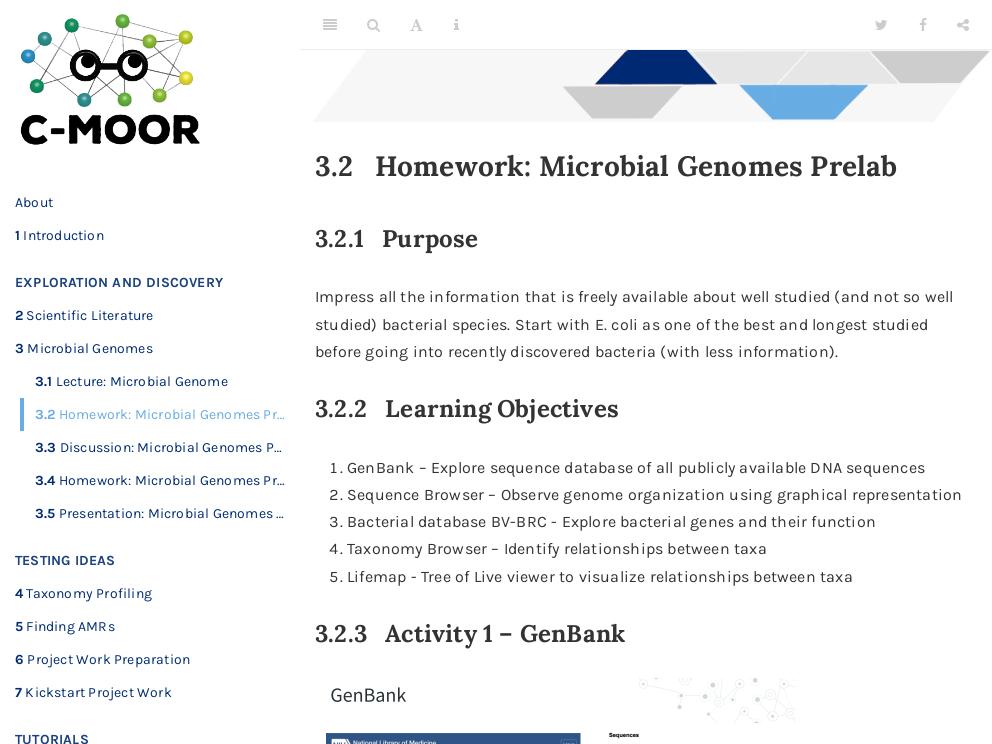 C-MOOR
About
1 Introduction
EXPLORATION AND DISCOVERY
2 Scientific Literature
3 Microbial Genomes
3.1 Lecture: Microbial Genome
3.2 Homework: Microbial Genomes Pr...
3.3 Discussion: Microbial Genomes P...
3.4 Homework: Microbial Genomes Pr...
3.5 Presentation: Microbial Genomes ...
TESTING IDEAS
4 Taxonomy Profiling
5 Finding AMRs
6 Project Work Preparation
7 Kickstart Project Work
TUTORIALS
3.2 Homework: Microbial Genomes Prelab
3.2.1 Purpose
Impress all the information that is freely available about well studied (and not so well
studied) bacterial species. Start with E. coli as one of the best and longest studied
before going into recently discovered bacteria (with less information).
3.2.2 Learning Objectives
1. GenBank – Explore sequence database of all publicly available DNA sequences
2. Sequence Browser – Observe genome organization using graphical representation
3. Bacterial database BV-BRC - Explore bacterial genes and their function
4. Taxonomy Browser – Identify relationships between taxa
5. Lifemap - Tree of Live viewer to visualize relationships between taxa
3.2.3 Activity 1 – GenBank
GenBank
National Library of Medicine
Sequences